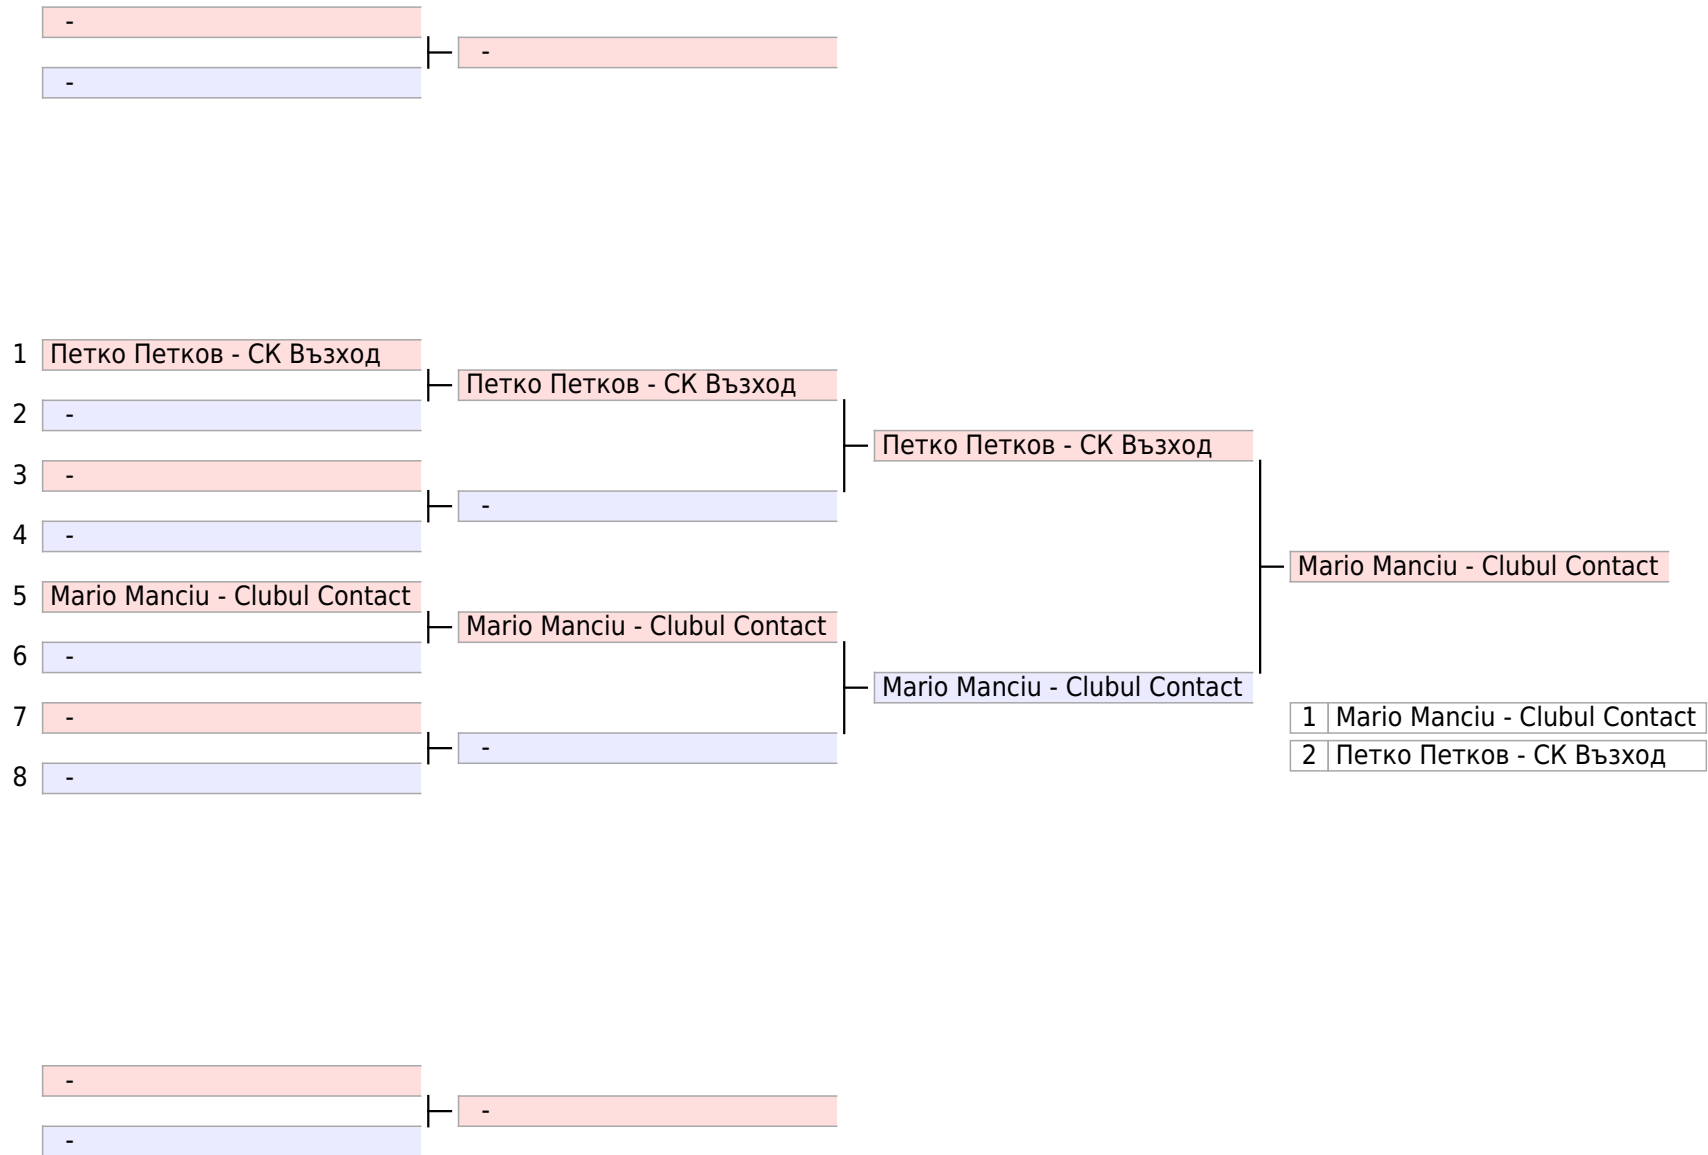 -
-
-
1 Петко Петков - СК Възход
Петко Петков - СК Възход
2 -
Петко Петков - СК Възход
3 -
-
4 -
Mario Manciu - Clubul Contact
5 Mario Manciu - Clubul Contact
Mario Manciu - Clubul Contact
6 -
Mario Manciu - Clubul Contact
7 -
1 Mario Manciu - Clubul Contact
-
2 Петко Петков - СК Възход
8 -
-
-
-